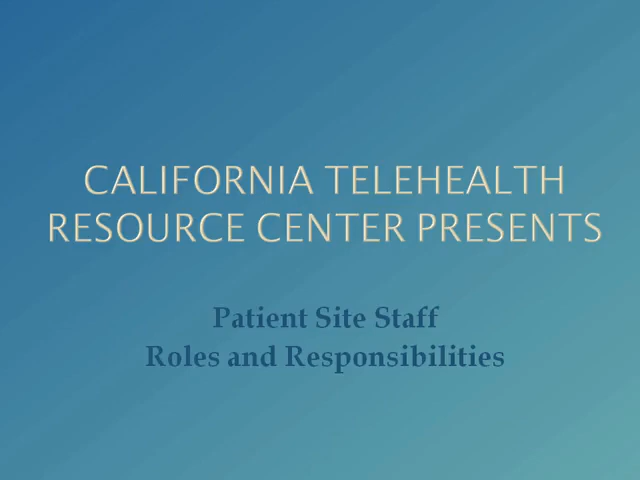 CALIFORNIA TELEHEALTH
RESOURCE CENTER PRESENTS
Patient Site Staff
Roles and Responsibilities